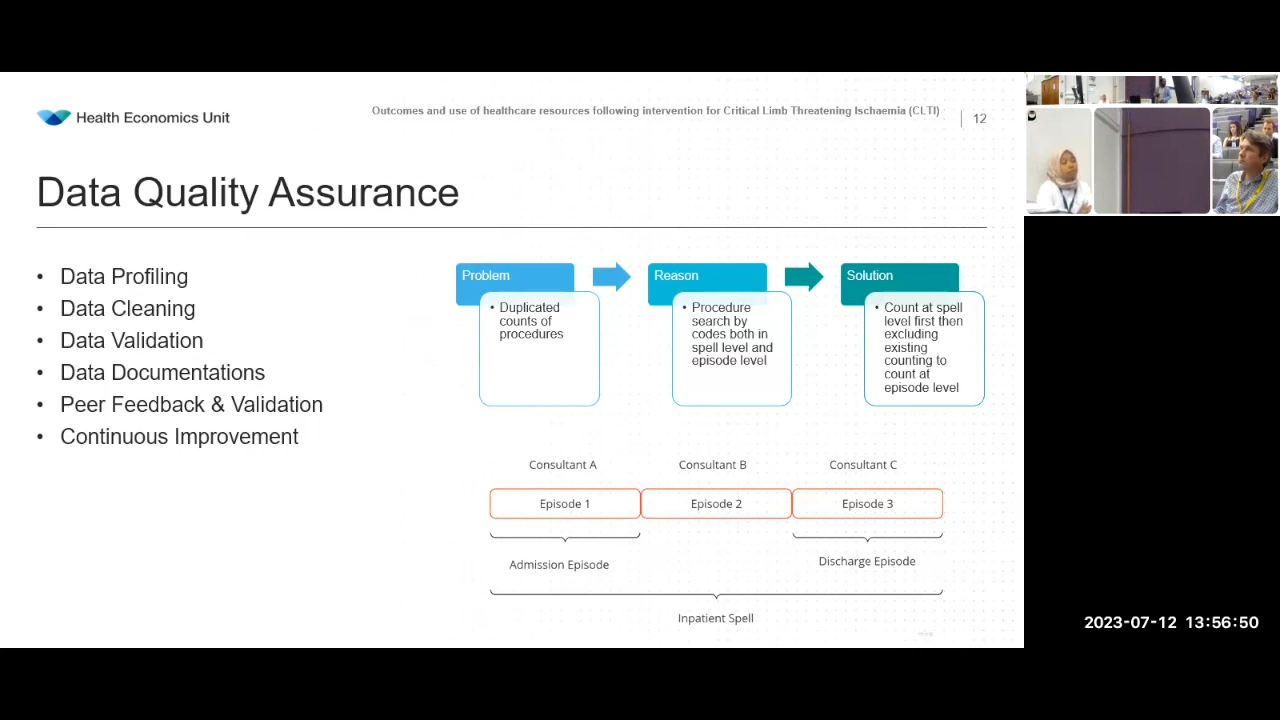 Health Economics Unit
Outcomes and use of healthcare resources following intervention for Critical Limb Threatening Ischaemia (CLTI)
12
Data Quality Assurance
• Data Profiling
• Data Cleaning
• Data Validation
• Data Documentations
• Peer Feedback & Validation
• Continuous Improvement
Problem
• Duplicated
counts of
procedures
Reason
• Procedure
search by
codes both in
spell level and
episode level
Solution
• Count at spell
level first then
excluding
existing
counting to
count at
episode level
Consultant A
Consultant B
Consultant C
Episode 1
Episode 2
Episode 3
Admission Episode
Discharge Episode
Inpatient Spell
miro
2023-07-12 13:56:50